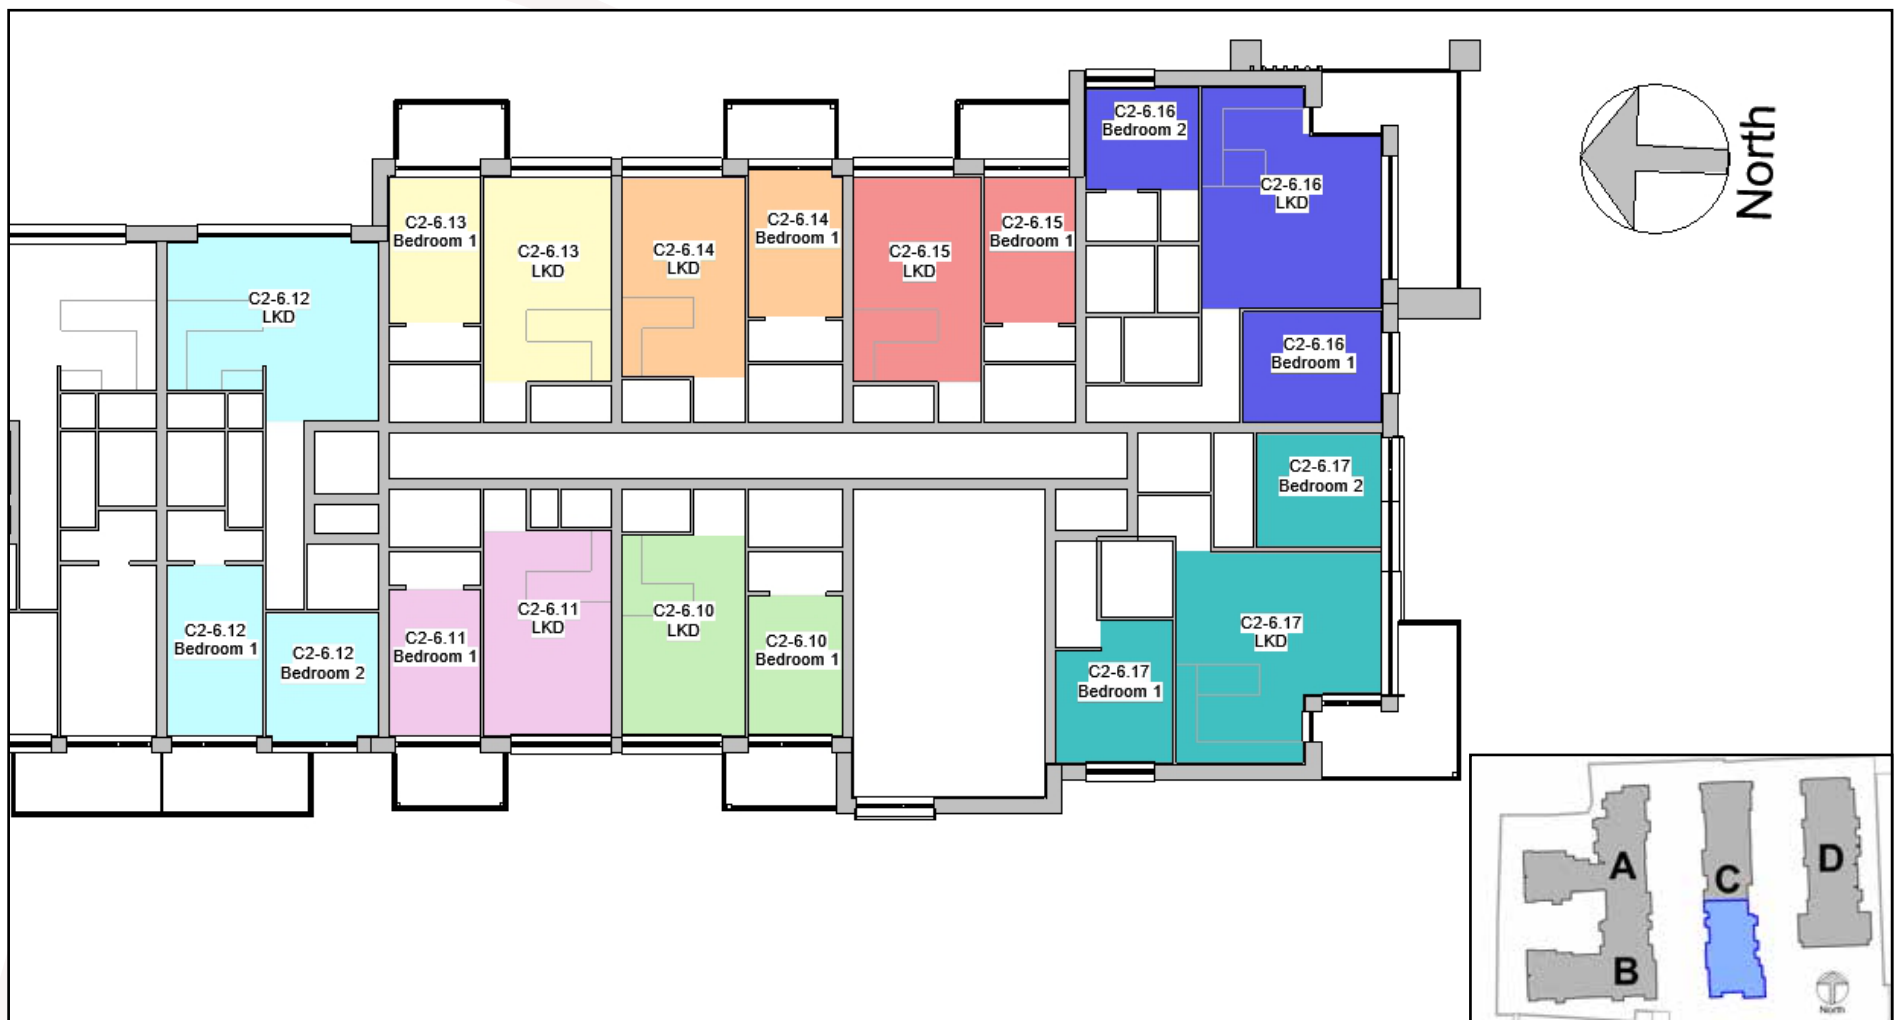 C2-6.16
Bedroom 2
C2-6.16
LKD
North
C2-6.13
Bedroom 1
C2-6.13
LKD
C2-6.14
LKD
C2-6.14
Bedroom 1
C2-6.15
LKD
C2-6.15
Bedroom 1
C2-6.12
LKD
C2-6.16
Bedroom 1
C2-6.17
Bedroom 2
C2-6.12
Bedroom 1
C2-6.12
Bedroom 2
C2-6.11
Bedroom 1
C2-6.11
LKD
C2-6.10
LKD
C2-6.10
Bedroom 1
C2-6.17
Bedroom 1
C2-6.17
LKD
A
C
D
B
North